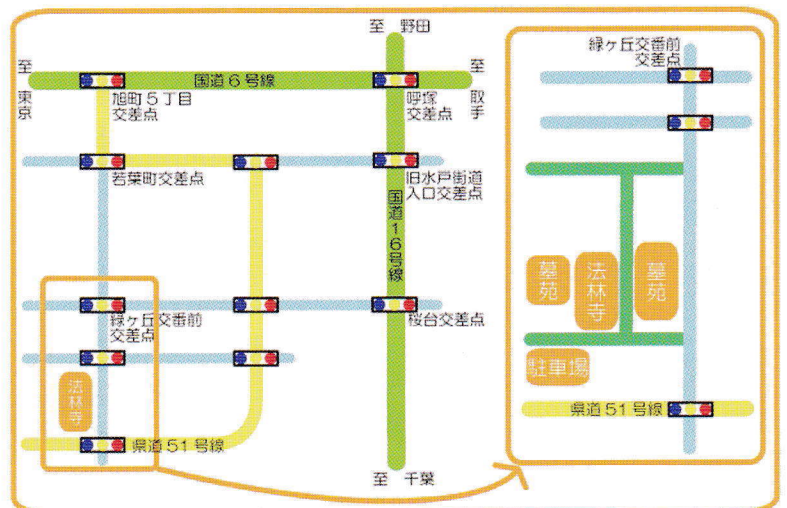 至 野田
至
東京
国道6号線
至
取手
旭町5丁目
交差点
呼塚
交差点
若葉町交差点
旧水戸街道
入口交差点
国道16号線
緑ヶ丘交番前
交差点
桜台交差点
法林寺
県道51号線
至 千葉
緑ヶ丘交番前
交差点
墓苑
法林寺
墓苑
駐車場
県道51号線